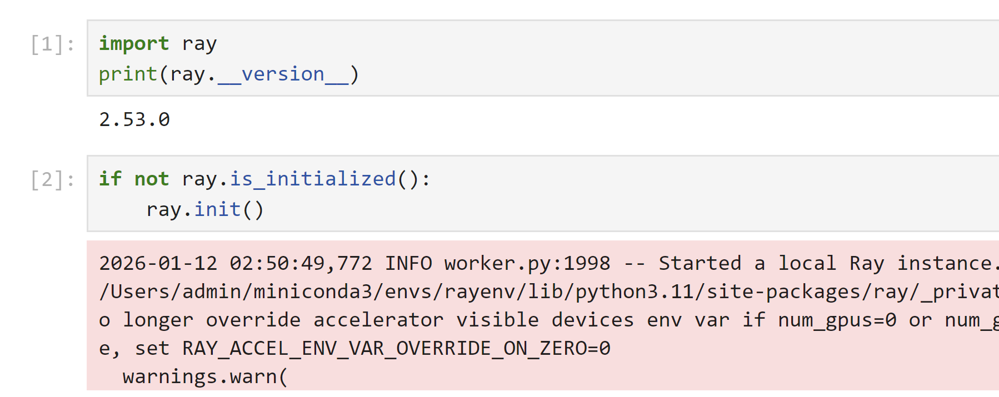 [1]: import ray
print(ray.__version__)
2.53.0
[2]: if not ray.is_initialized():
    ray.init()
2026-01-12 02:50:49,772 INFO worker.py:1998 -- Started a local Ray instance.
/Users/admin/miniconda3/envs/rayenv/lib/python3.11/site-packages/ray/_privat
o longer override accelerator visible devices env var if num_gpus=0 or num_g
e, set RAY_ACCEL_ENV_VAR_OVERRIDE_ON_ZERO=0
  warnings.warn(